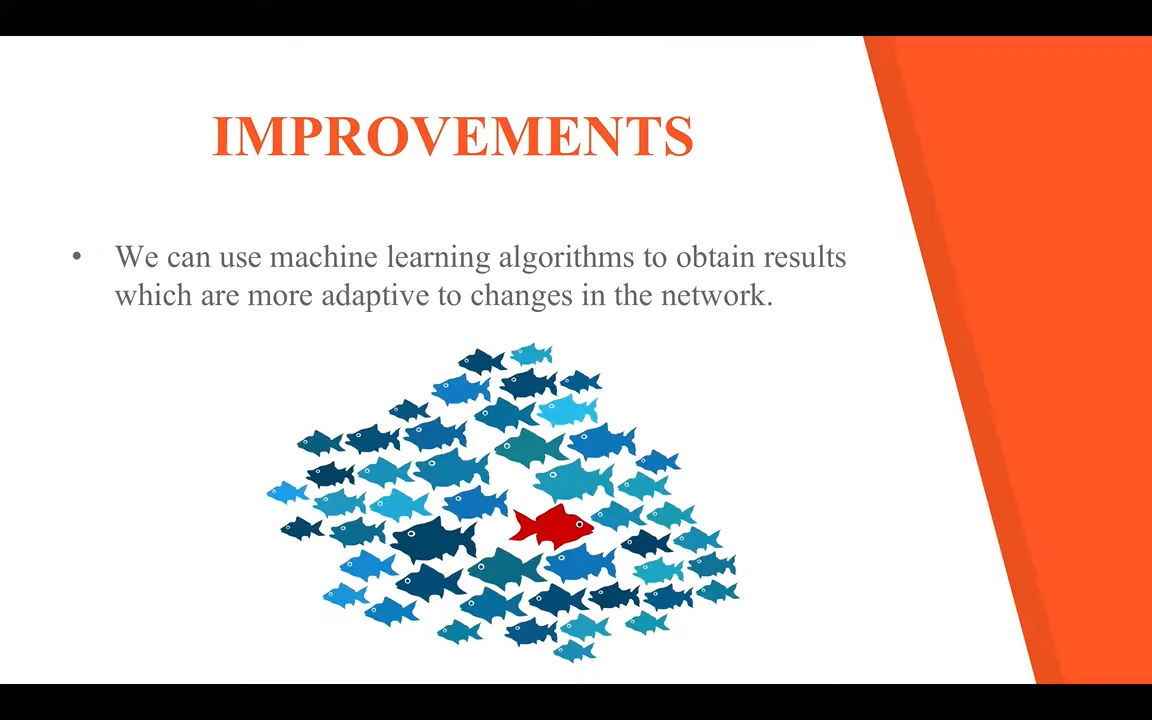 IMPROVEMENTS
• We can use machine learning algorithms to obtain results
which are more adaptive to changes in the network.